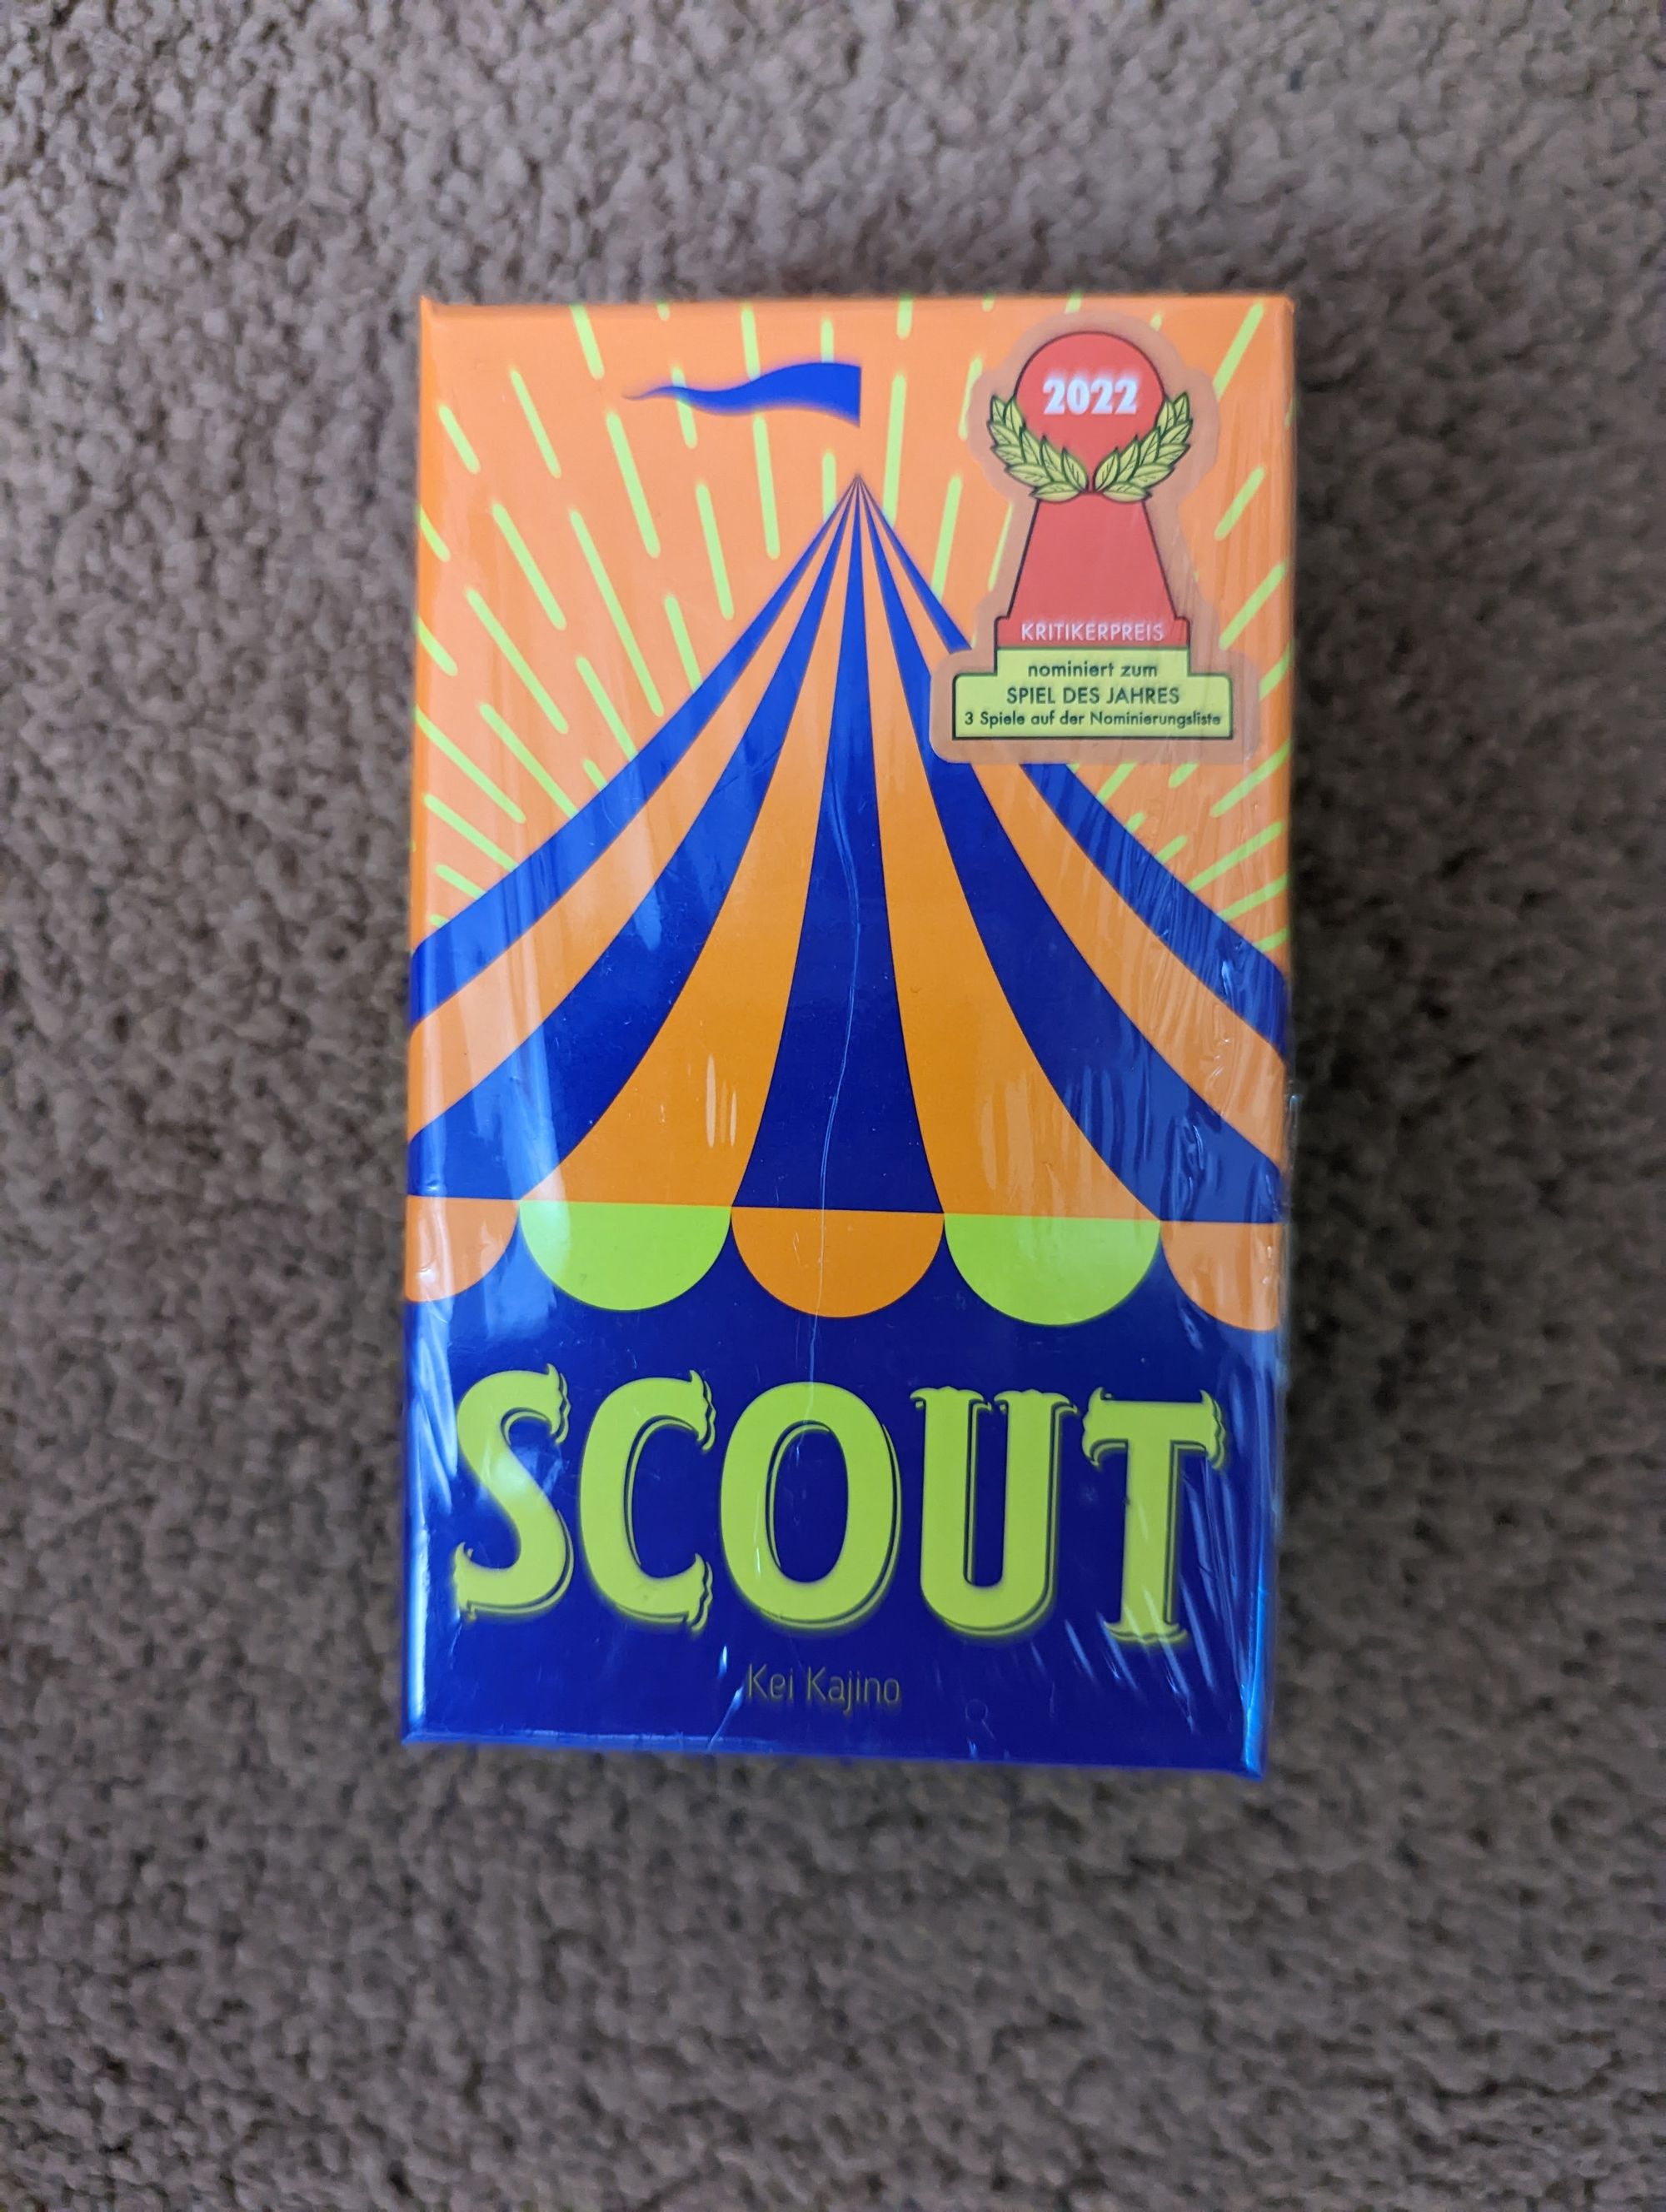 2022
KRITIKERPREIS
nominiert zum
SPIEL DES JAHRES
3 Spiele auf der Nominierungsliste
SCOUT
Kei Kajino